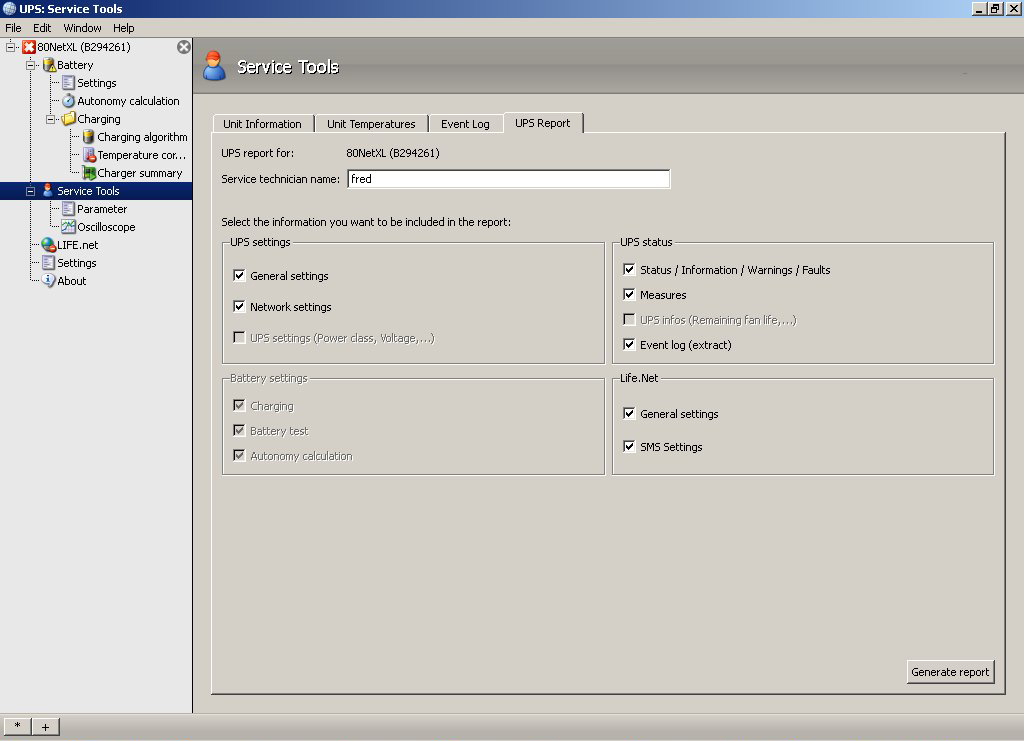 UPS: Service Tools
File Edit Window Help
80NetXL (B294261)
Battery
Settings
Autonomy calculation
Charging
Charging algorithm
Temperature cor...
Charger summary
Service Tools
Parameter
Oscilloscope
LIFE.net
Settings
About
Service Tools
Unit Information Unit Temperatures Event Log UPS Report
UPS report for: 80NetXL (B294261)
Service technician name: fred
Select the information you want to be included in the report:
UPS settings
General settings
Network settings
UPS settings (Power class, Voltage,...)
UPS status
Status / Information / Warnings / Faults
Measures
UPS infos (Remaining fan life,...)
Event log (extract)
Battery settings
Charging
Battery test
Autonomy calculation
Life.Net
General settings
SMS Settings
Generate report
* +